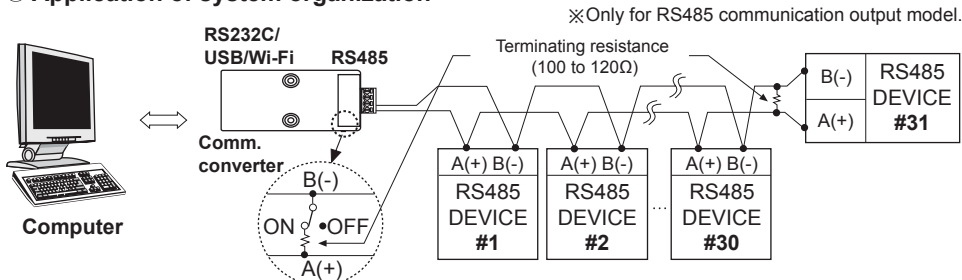 Application of system organization
※Only for RS485 communication output model.
RS232C/
USB/Wi-Fi RS485
Terminating resistance
(100 to 120Ω)
Comm.
converter
Computer
B(-)
ON OFF
A(+)
A(+) B(-)
RS485
DEVICE
#1
A(+) B(-)
RS485
DEVICE
#2
...
A(+) B(-)
RS485
DEVICE
#30
B(-)
A(+)
RS485
DEVICE
#31